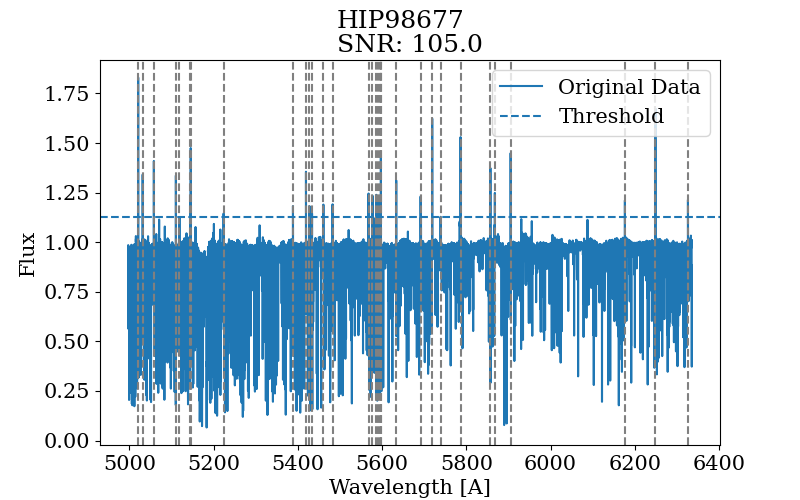 HIP98677
SNR: 105.0
Original Data
Threshold
1.75
1.50
1.25
1.00
0.75
0.50
0.25
0.00
Flux
5000 5200 5400 5600 5800 6000 6200 6400
Wavelength [A]